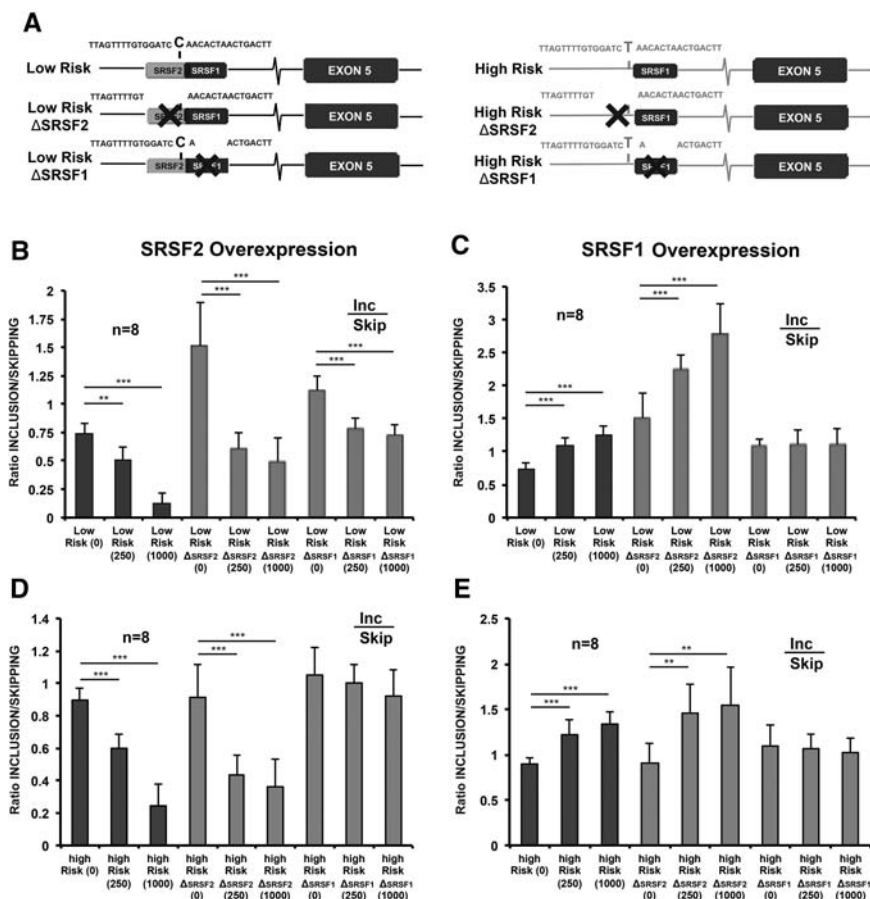 A
TTAGTTTTGTGGATC C AACACTAACTGACTT
Low Risk SRSF2 SRSF1 EXON 5
TTAGTTTTGT AACACTAACTGACTT
Low Risk ΔSRSF2 SRSF1 EXON 5
TTAGTTTTGTGGATC C A ACTGACTT
Low Risk ΔSRSF1 SRSF2 EXON 5
TTAGTTTTGTGGATC T AACACTAACTGACTT
High Risk SRSF1 EXON 5
TTAGTTTTGT AACACTAACTGACTT
High Risk ΔSRSF2 SRSF1 EXON 5
TTAGTTTTGTGGATC T A ACTGACTT
High Risk ΔSRSF1 EXON 5
B
SRSF2 Overexpression
Ratio INCLUSION/SKIPPING
2
1.75
1.5
1.25
1
0.75
0.5
0.25
n=8
** *** *** *** *** ***
Inc
Skip
Low Risk (0)
Low Risk (250)
Low Risk (1000)
Low Risk ΔSRSF2 (0)
Low Risk ΔSRSF2 (250)
Low Risk ΔSRSF2 (1000)
Low Risk ΔSRSF1 (0)
Low Risk ΔSRSF1 (250)
Low Risk ΔSRSF1 (1000)
C
SRSF1 Overexpression
Ratio INCLUSION/SKIPPING
3.5
3
2.5
2
1.5
1
0.5
n=8
*** *** *** ***
Inc
Skip
Low Risk (0)
Low Risk (250)
Low Risk (1000)
Low Risk ΔSRSF2 (0)
Low Risk ΔSRSF2 (250)
Low Risk ΔSRSF2 (1000)
Low Risk ΔSRSF1 (0)
Low Risk ΔSRSF1 (250)
Low Risk ΔSRSF1 (1000)
D
Ratio INCLUSION/SKIPPING
1.4
1.2
1
0.8
0.6
0.4
0.2
0
n=8
*** *** *** ***
Inc
Skip
high Risk (0)
high Risk (250)
high Risk (1000)
high Risk ΔSRSF2 (0)
high Risk ΔSRSF2 (250)
high Risk ΔSRSF2 (1000)
high Risk ΔSRSF1 (0)
high Risk ΔSRSF1 (250)
high Risk ΔSRSF1 (1000)
E
Ratio INCLUSION/SKIPPING
2.5
2
1.5
1
0.5
n=8
*** *** ** **
Inc
Skip
high Risk (0)
high Risk (250)
high Risk (1000)
high Risk ΔSRSF2 (0)
high Risk ΔSRSF2 (250)
high Risk ΔSRSF2 (1000)
high Risk ΔSRSF1 (0)
high Risk ΔSRSF1 (250)
high Risk ΔSRSF1 (1000)